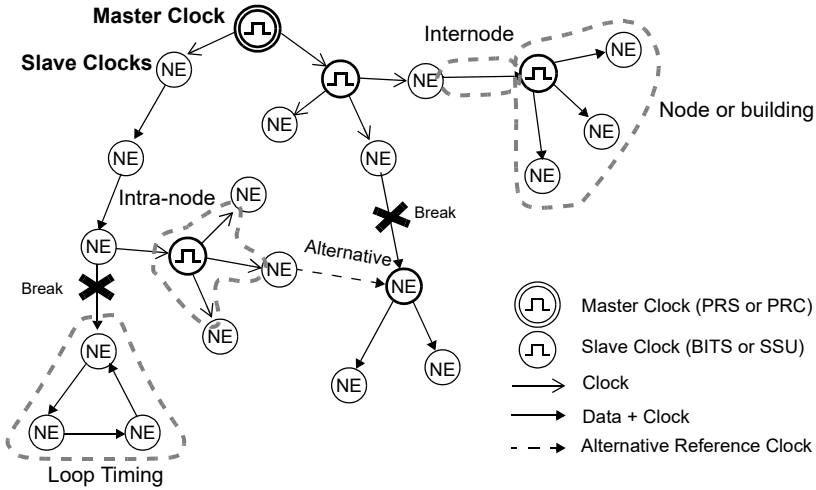 Master Clock
Internode
Slave Clocks
NE
NE
NE
NE
Node or building
NE
NE
NE
NE
NE
Intra-node
NE
Break
NE
Alternative
NE
NE
Break
NE
Master Clock (PRS or PRC)
NE
Slave Clock (BITS or SSU)
NE
NE
NE
Clock
Data + Clock
NE
NE
Alternative Reference Clock
Loop Timing